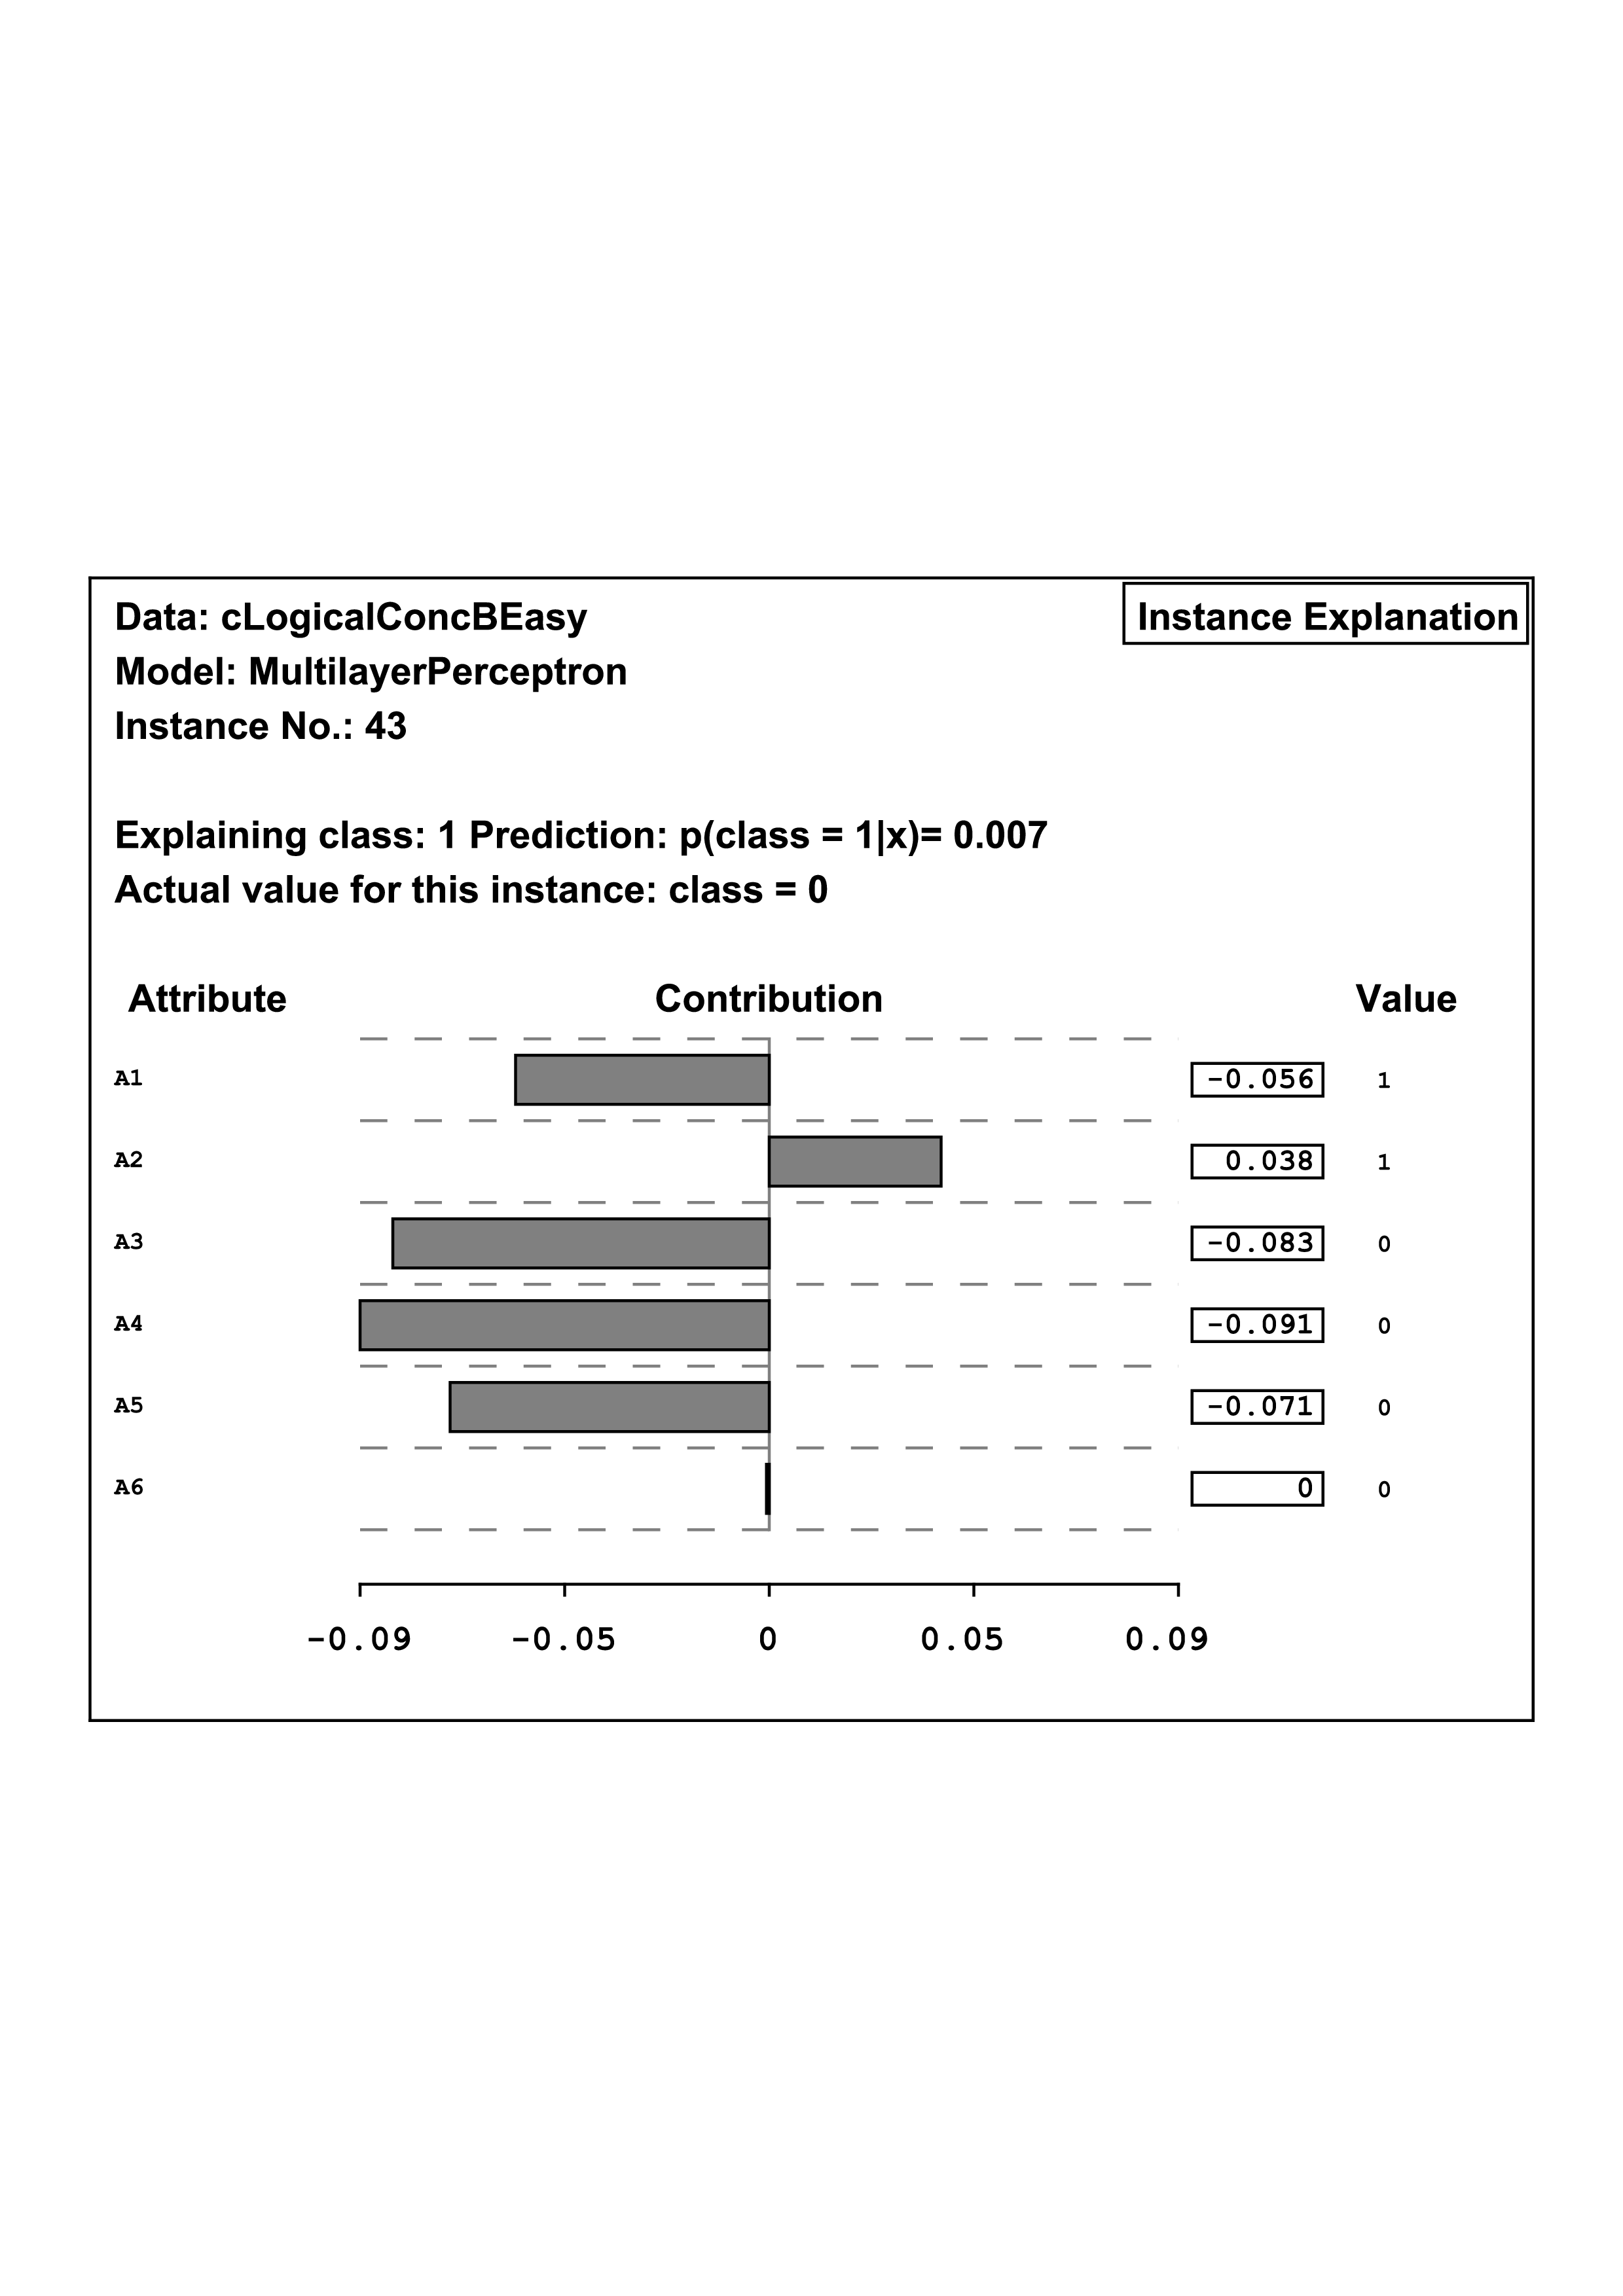 Data: cLogicalConcBEasy
Instance Explanation
Model: MultilayerPerceptron
Instance No.: 43
Explaining class: 1 Prediction: p(class = 1|x)= 0.007
Actual value for this instance: class = 0
Attribute Contribution Value
A1 -0.056 1
A2 0.038 1
A3 -0.083 0
A4 -0.091 0
A5 -0.071 0
A6 0 0
-0.09 -0.05 0 0.05 0.09